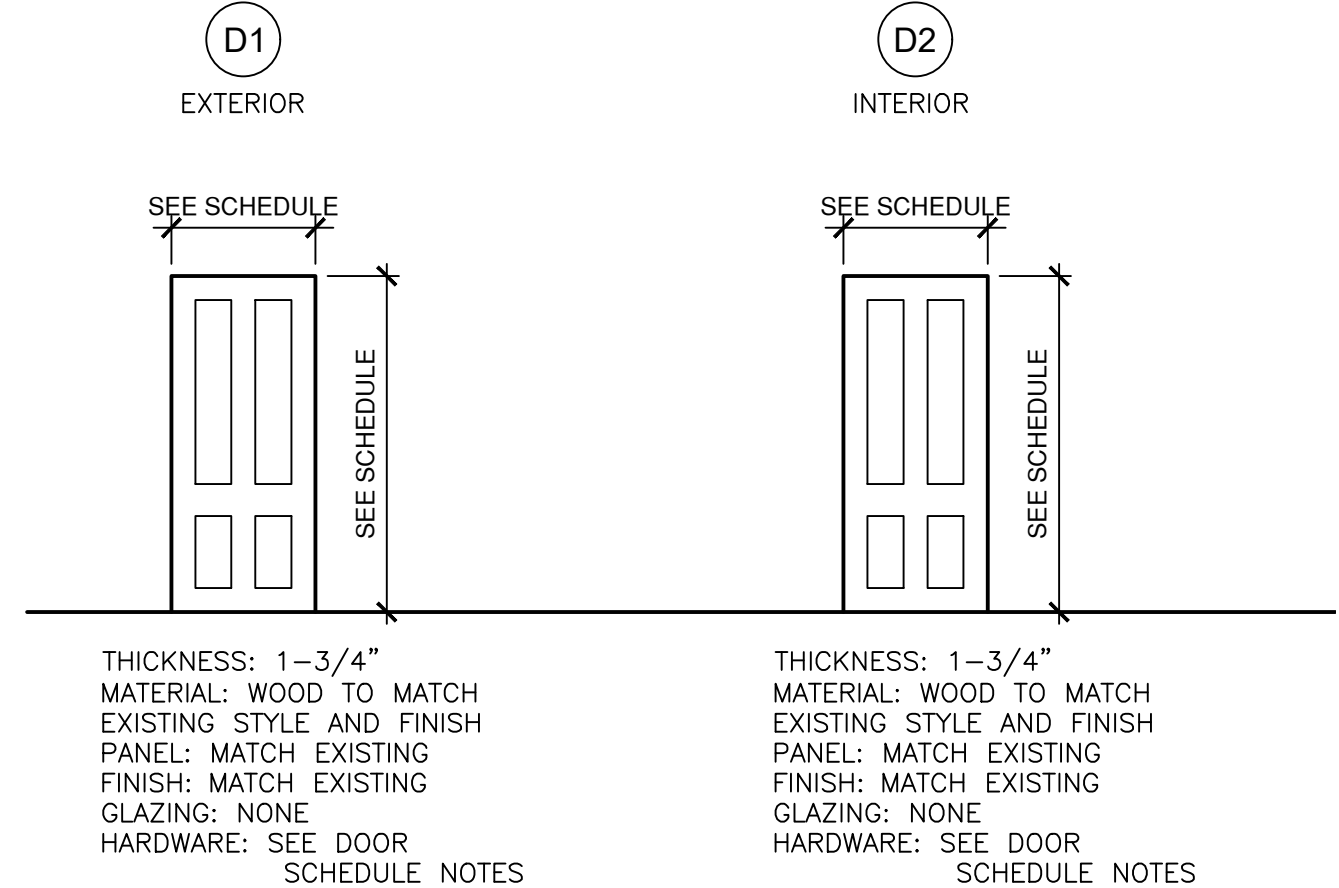 D1
EXTERIOR
SEE SCHEDULE
SEE SCHEDULE
THICKNESS: 1-3/4”
MATERIAL: WOOD TO MATCH
EXISTING STYLE AND FINISH
PANEL: MATCH EXISTING
FINISH: MATCH EXISTING
GLAZING: NONE
HARDWARE: SEE DOOR
SCHEDULE NOTES
D2
INTERIOR
SEE SCHEDULE
SEE SCHEDULE
THICKNESS: 1-3/4”
MATERIAL: WOOD TO MATCH
EXISTING STYLE AND FINISH
PANEL: MATCH EXISTING
FINISH: MATCH EXISTING
GLAZING: NONE
HARDWARE: SEE DOOR
SCHEDULE NOTES